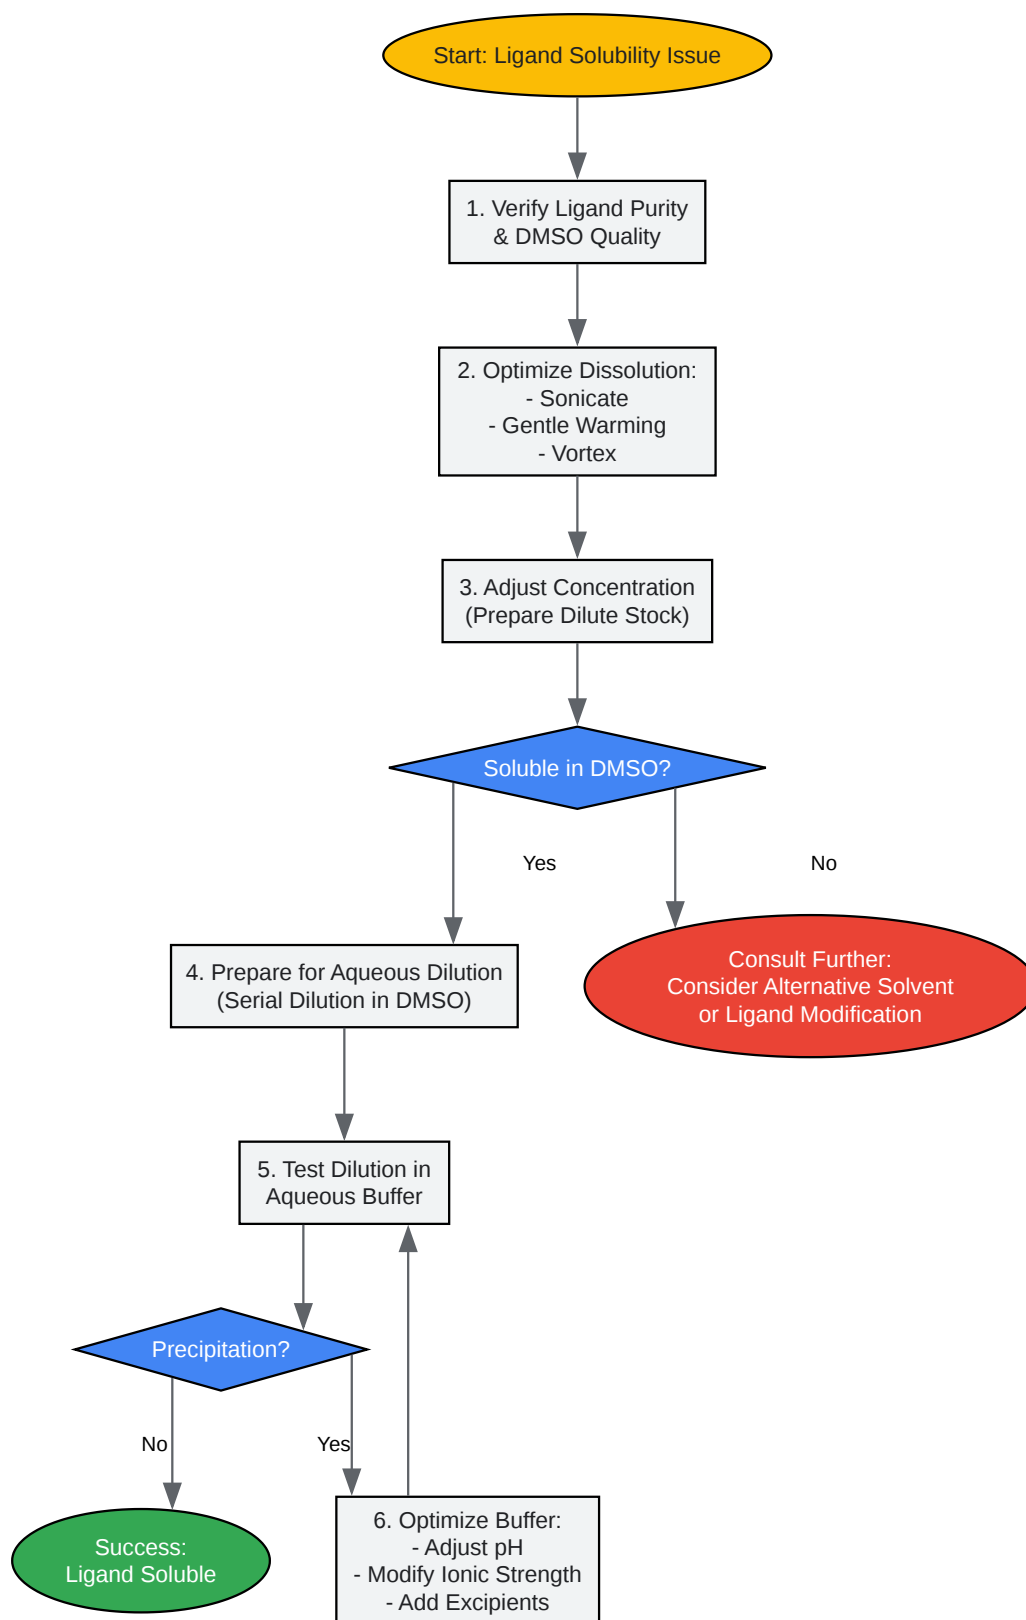 Start: Ligand Solubility Issue
1. Verify Ligand Purity
& DMSO Quality
2. Optimize Dissolution:
- Sonicate
- Gentle Warming
- Vortex
3. Adjust Concentration
(Prepare Dilute Stock)
Soluble in DMSO?
Yes
No
4. Prepare for Aqueous Dilution
(Serial Dilution in DMSO)
Consult Further:
Consider Alternative Solvent
or Ligand Modification
5. Test Dilution in
Aqueous Buffer
Precipitation?
No
Yes
Success:
Ligand Soluble
6. Optimize Buffer:
- Adjust pH
- Modify Ionic Strength
- Add Excipients